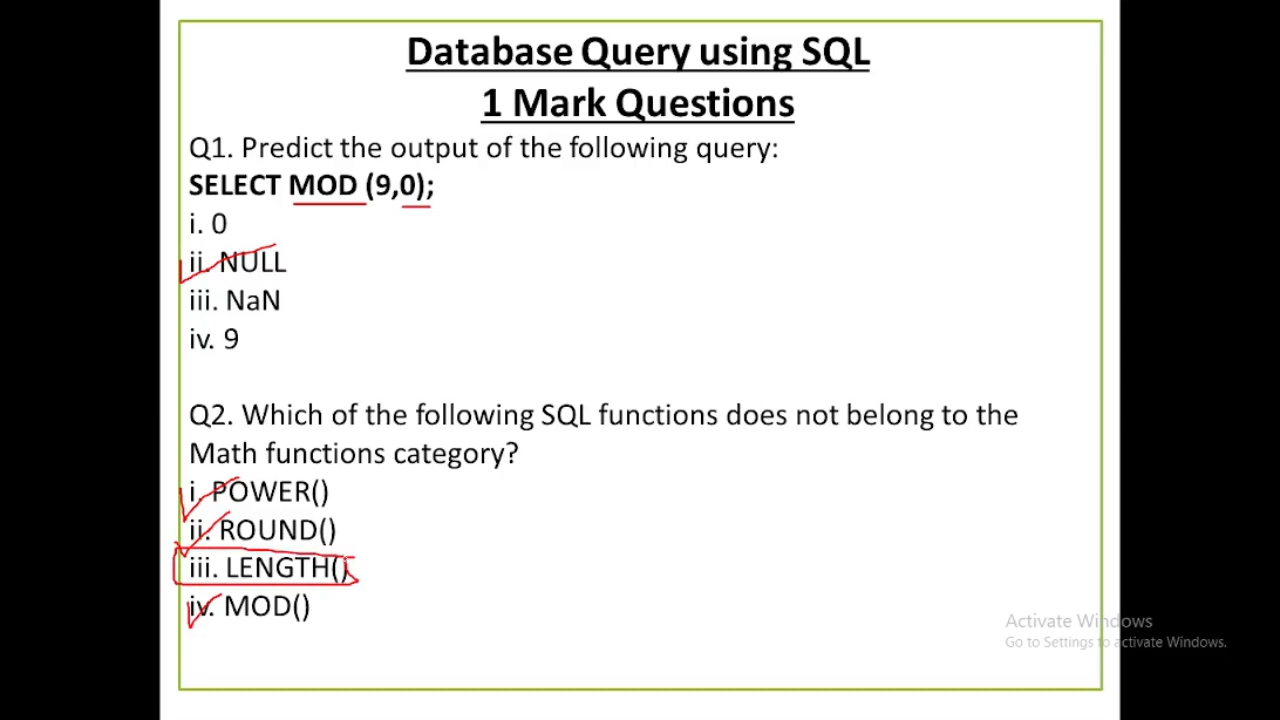 Database Query using SQL
1 Mark Questions
Q1. Predict the output of the following query:
SELECT MOD (9,0);
i. 0
ii. NULL
iii. NaN
iv. 9
Q2. Which of the following SQL functions does not belong to the
Math functions category?
i. POWER()
ii. ROUND()
iii. LENGTH()
iv. MOD()
Activate Windows
Go to Settings to activate Windows.